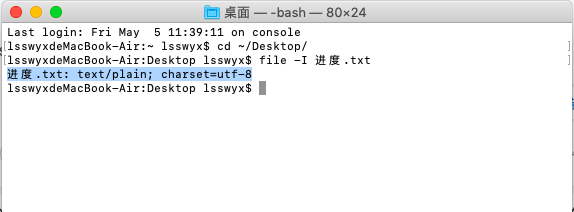 桌面 — -bash — 80×24
Last login: Fri May  5 11:39:11 on console
[lsswyxdeMacBook-Air:~ lsswyx$ cd ~/Desktop/ ]
[lsswyxdeMacBook-Air:Desktop lsswyx$ file -I 进度.txt ]
进度.txt: text/plain; charset=utf-8
lsswyxdeMacBook-Air:Desktop lsswyx$